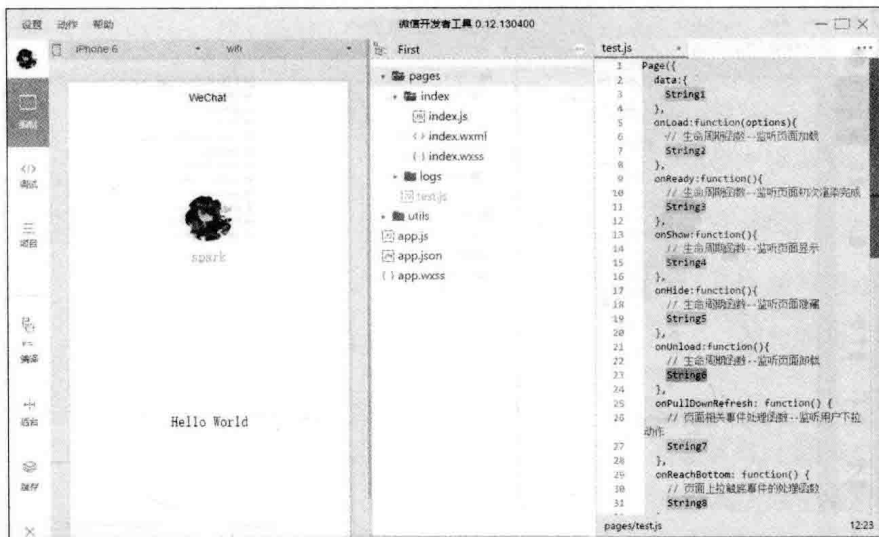 设置 动作 帮助
微信开发者工具 0.12.130400
iPhone 6
wifi
First
test.js
WeChat
spark
Hello World
编辑
调试
项目
编译
后台
缓存
pages
index
index.js
index.wxml
index.wxss
logs
test.js
utils
app.js
app.json
app.wxss
1 Page({
2 data:{
3 String1
4 },
5 onLoad:function(options){
6 // 生命周期函数--监听页面加载
7 String2
8 },
9 onReady:function(){
10 // 生命周期函数--监听页面初次渲染完成
11 String3
12 },
13 onShow:function(){
14 // 生命周期函数--监听页面显示
15 String4
16 },
17 onHide:function(){
18 // 生命周期函数--监听页面隐藏
19 String5
20 },
21 onUnload:function(){
22 // 生命周期函数--监听页面卸载
23 String6
24 },
25 onPullDownRefresh: function() {
26 // 页面相关事件处理函数--监听用户下拉
动作
27 String7
28 },
29 onReachBottom: function() {
30 // 页面上拉触底事件的处理函数
31 String8
pages/test.js
12:23